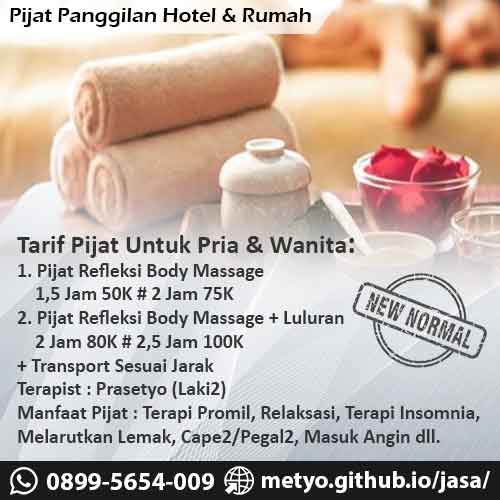 Pijat Panggilan Hotel & Rumah
Tarif Pijat Untuk Pria & Wanita:
1. Pijat Refleksi Body Massage
1,5 Jam 50K # 2 Jam 75K
2. Pijat Refleksi Body Massage + Luluran
2 Jam 80K # 2,5 Jam 100K
+ Transport Sesuai Jarak
Terapist : Prasetyo (Laki2)
Manfaat Pijat : Terapi Promil, Relaksasi, Terapi Insomnia,
Melarutkan Lemak, Cape2/Pegal2, Masuk Angin dll.
NEW NORMAL
0899-5654-009 metyo.github.io/jasa/